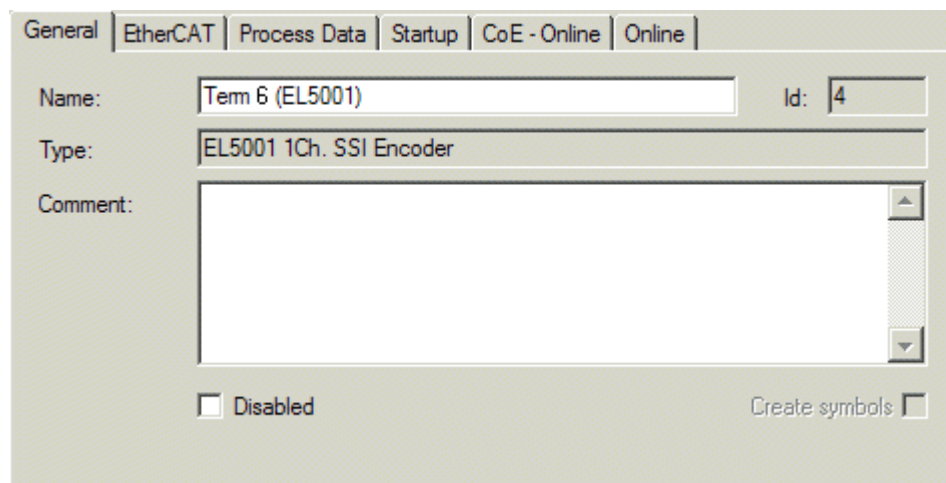 General EtherCAT Process Data Startup CoE - Online Online
Name: Term 6 (EL5001) Id: 4
Type: EL5001 1Ch. SSI Encoder
Comment:
Disabled Create symbols